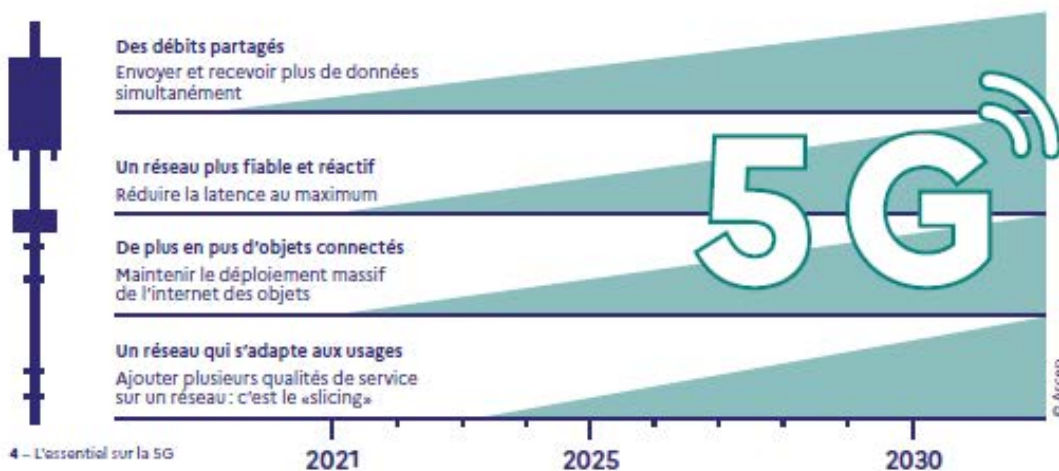 Des débits partagés
Envoyer et recevoir plus de données
simultanément
Un réseau plus fiable et réactif
Réduire la latence au maximum
De plus en pus d'objets connectés
Maintenir le déploiement massif
de l'internet des objets
Un réseau qui s'adapte aux usages
Ajouter plusieurs qualités de service
sur un réseau : c'est le «slicing»
5G
© Arcep
4 – L'essentiel sur la 5G
2021
2025
2030